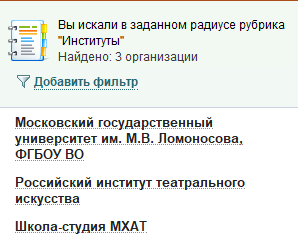 Вы искали в заданном радиусе рубрика
"Институты"
Найдено: 3 организации
Добавить фильтр
Московский государственный
университет им. М.В. Ломоносова,
ФГБОУ ВО
Российский институт театрального
искусства
Школа-студия МХАТ